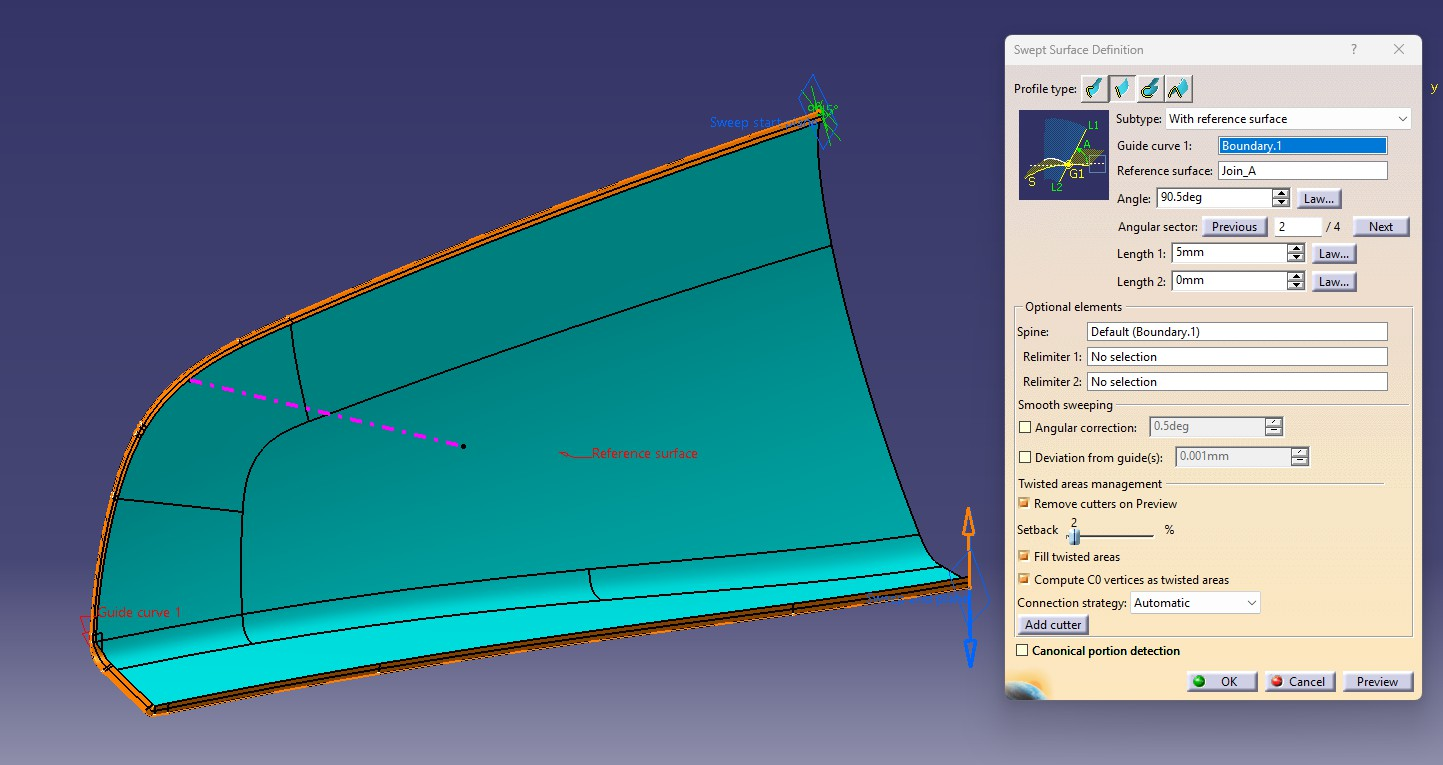 Swept Surface Definition
?
Profile type:
Subtype: With reference surface
L1
A
G1
S
L2
Guide curve 1: Boundary.1
Reference surface: Join_A
Angle: 90.5deg Law...
Angular sector: Previous 2 / 4 Next
Length 1: 5mm Law...
Length 2: 0mm Law...
Optional elements
Spine: Default (Boundary.1)
Relimiter 1: No selection
Relimiter 2: No selection
Smooth sweeping
Angular correction: 0.5deg
Deviation from guide(s): 0.001mm
Twisted areas management
Remove cutters on Preview
Setback 2 %
Fill twisted areas
Compute C0 vertices as twisted areas
Connection strategy: Automatic
Add cutter
Canonical portion detection
OK Cancel Preview
y
Sweep start
Reference surface
Guide curve 1